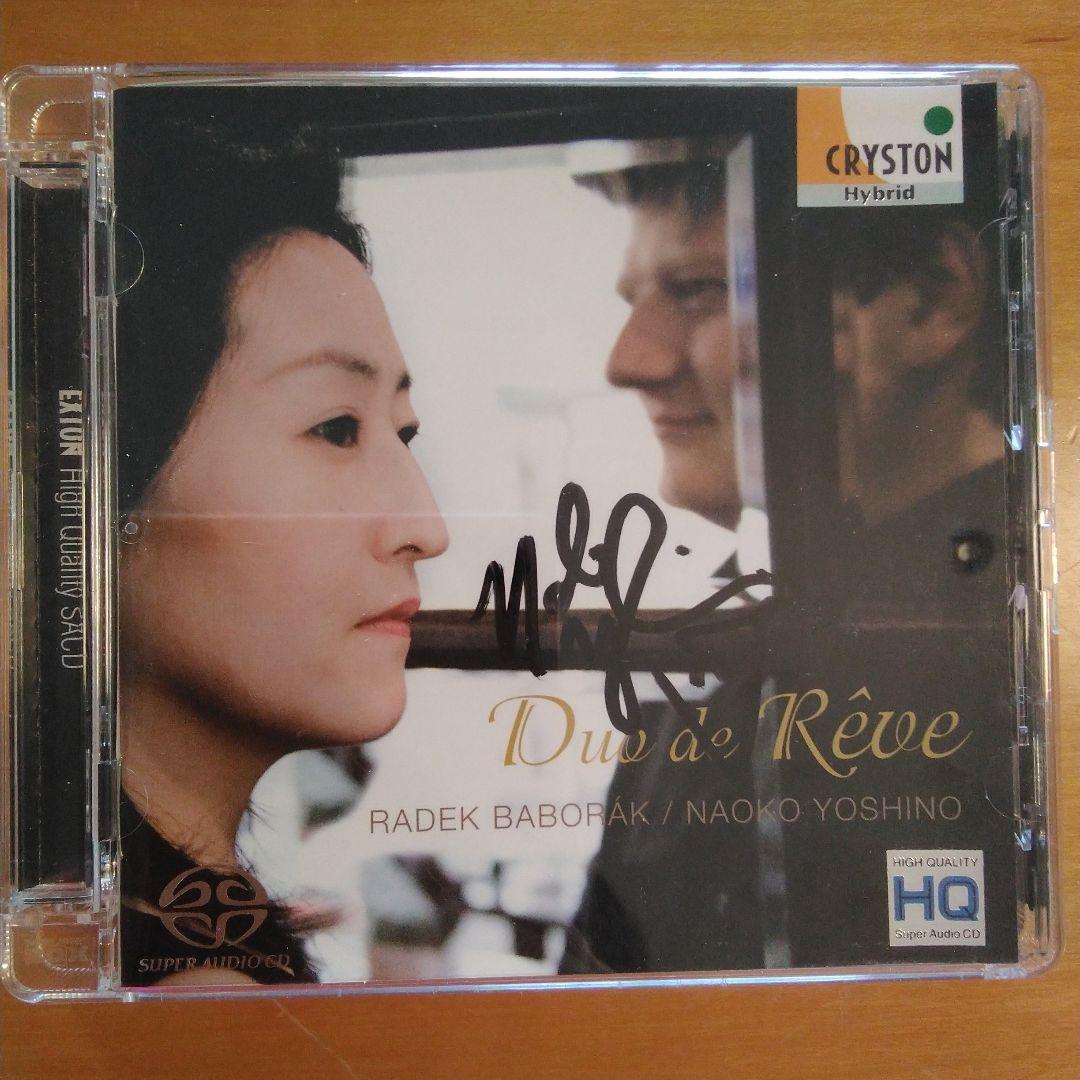 CRYSTON
Hybrid
EXTON High Quality SACD
Duo de Rêve
RADEK BABORÁK / NAOKO YOSHINO
HIGH QUALITY
HQ
Super Audio CD
SUPER AUDIO CD